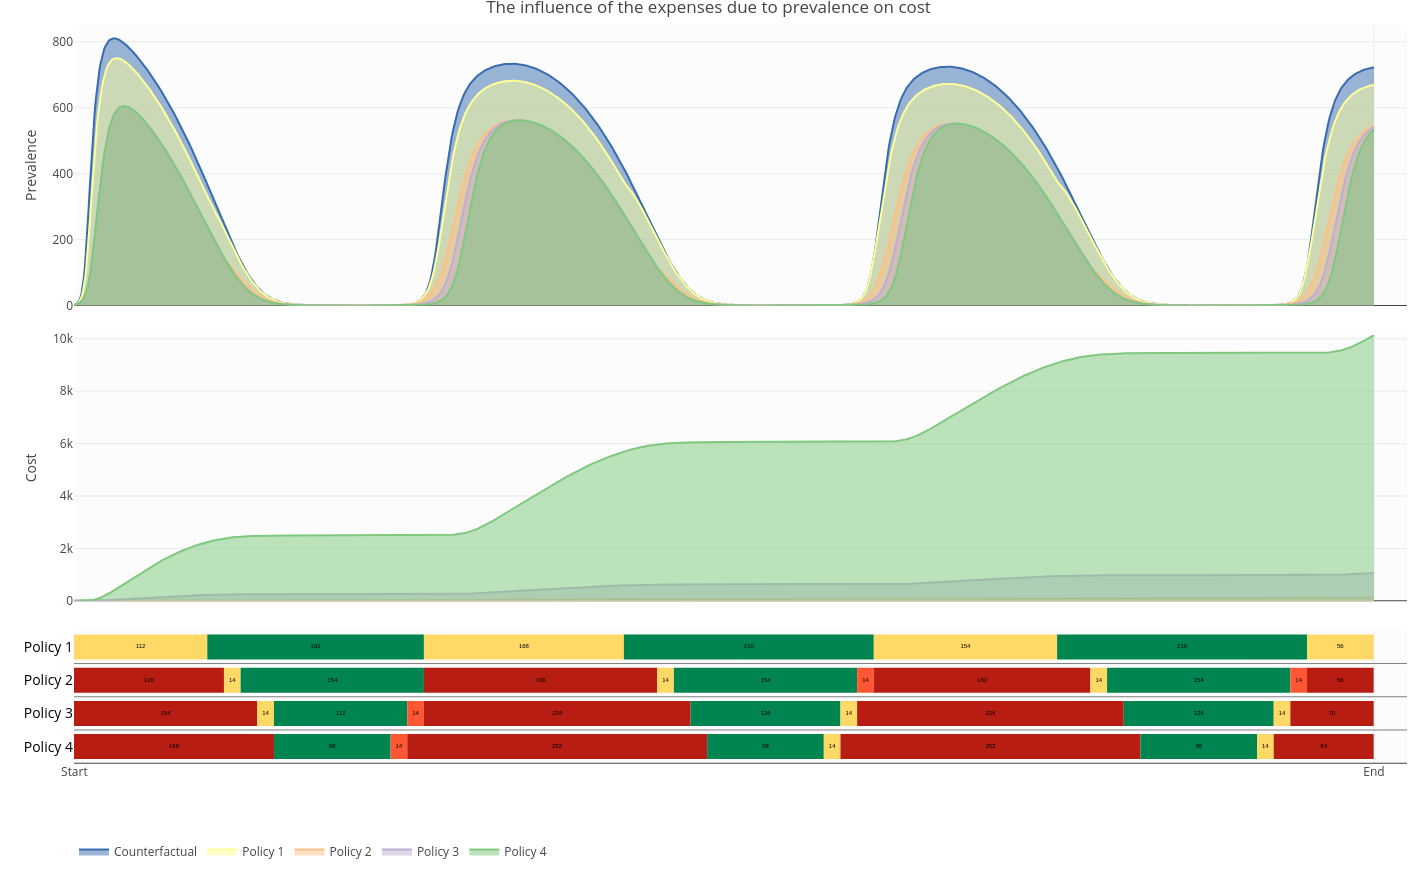 The influence of the expenses due to prevalence on cost
800
600
400
200
0
Prevalence
10k
8k
6k
4k
2k
0
Cost
Policy 1 112 182 168 210 154 210 56
Policy 2 126 14 154 196 14 154 14 182 14 154 14 56
Policy 3 154 14 112 14 224 126 14 224 126 14 70
Policy 4 168 98 14 252 98 14 252 98 14 84
Start End
Counterfactual Policy 1 Policy 2 Policy 3 Policy 4